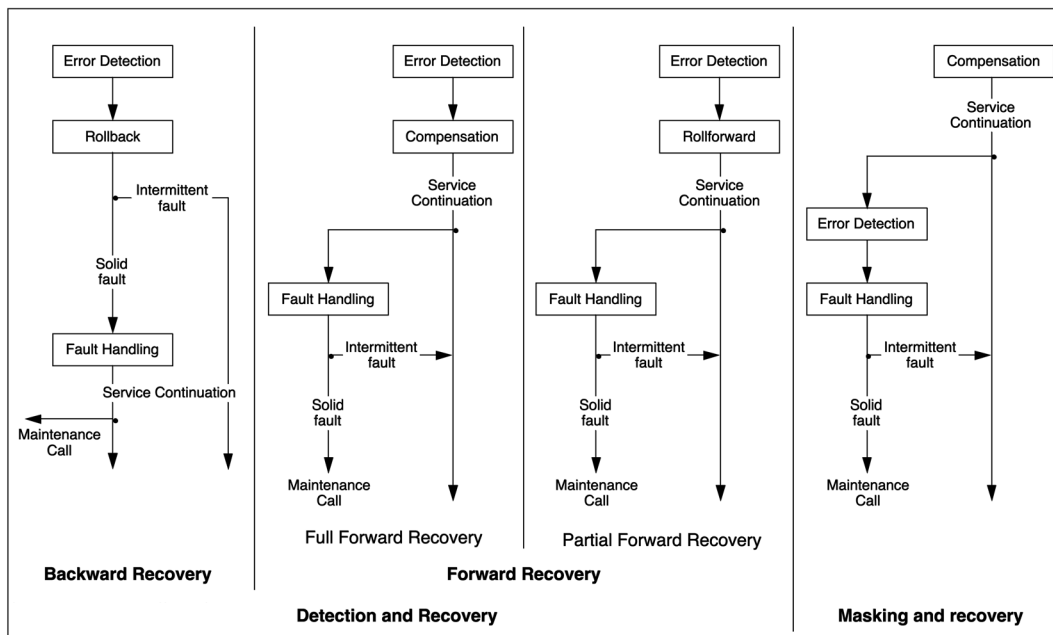 Error Detection
Rollback
Intermittent
fault
Solid
fault
Fault Handling
Service Continuation
Maintenance
Call
Backward Recovery
Error Detection
Compensation
Service
Continuation
Fault Handling
Intermittent
fault
Solid
fault
Maintenance
Call
Full Forward Recovery
Error Detection
Rollforward
Service
Continuation
Fault Handling
Intermittent
fault
Solid
fault
Maintenance
Call
Partial Forward Recovery
Forward Recovery
Detection and Recovery
Compensation
Service
Continuation
Error Detection
Fault Handling
Intermittent
fault
Solid
fault
Maintenance
Call
Masking and recovery